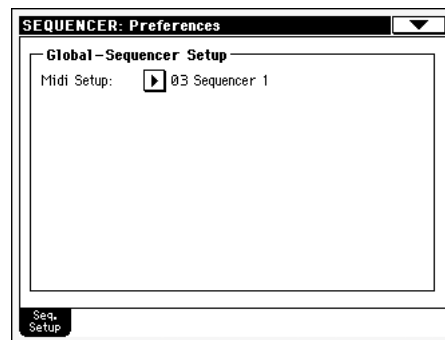 SEQUENCER: Preferences
Global-Sequencer Setup
Midi Setup: 03 Sequencer 1
Seq.
Setup